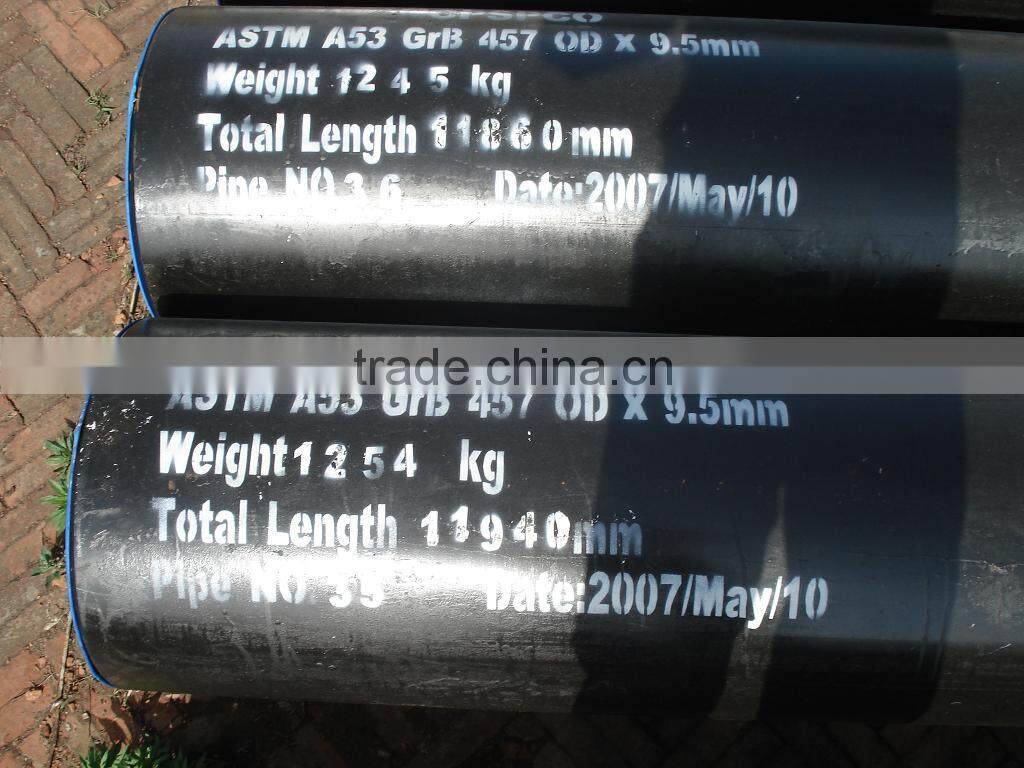 ASTM A53 GrB 457 OD X 9.5mm
Weight 1245 kg
Total Length 11860mm
Pipe NO 36 Date:2007/May/10
trade.china.cn
ASTM A53 GrB 457 OD X 9.5mm
Weight 1254 kg
Total Length 11940mm
Pipe NO 35 Date:2007/May/10